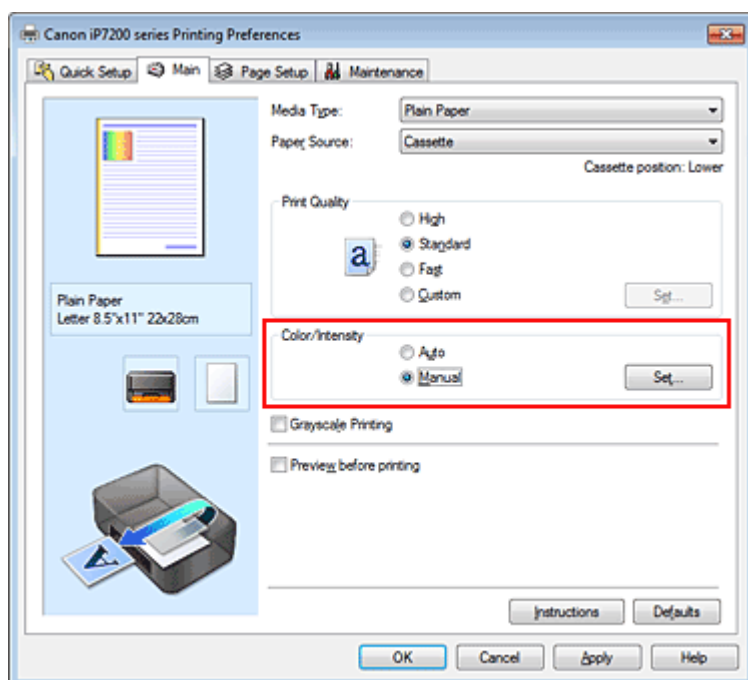 Canon iP7200 series Printing Preferences
Quick Setup Main Page Setup Maintenance
Media Type: Plain Paper
Paper Source: Cassette
Cassette position: Lower
Print Quality
High
a Standard
Fast
Custom Set...
Plain Paper
Letter 8.5"x11" 22x28cm
Color/Intensity
Auto
Manual Set...
Grayscale Printing
Preview before printing
A
Instructions Defaults
OK Cancel Apply Help